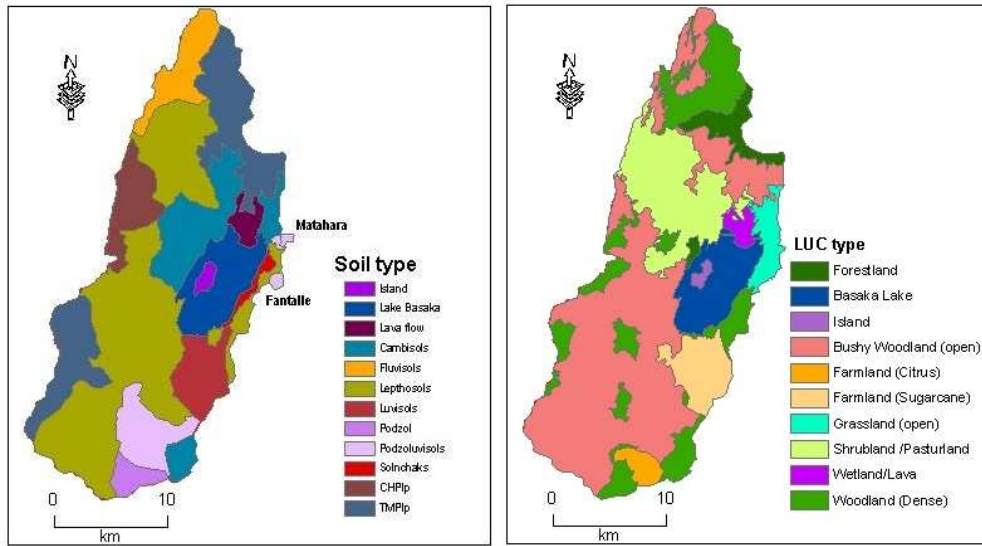 N
Matahara
Fantalle
Soil type
Island
Lake Basaka
Lava flow
Cambisols
Fluvisols
Lepthosols
Luvisols
Podzol
Podzoluvisols
Solnchaks
CHPlp
TMPlp
0 10
km
N
LUC type
Forestland
Basaka Lake
Island
Bushy Woodland (open)
Farmland (Citrus)
Farmland (Sugarcane)
Grassland (open)
Shrubland /Pasturland
Wetland/Lava
Woodland (Dense)
0 10
km